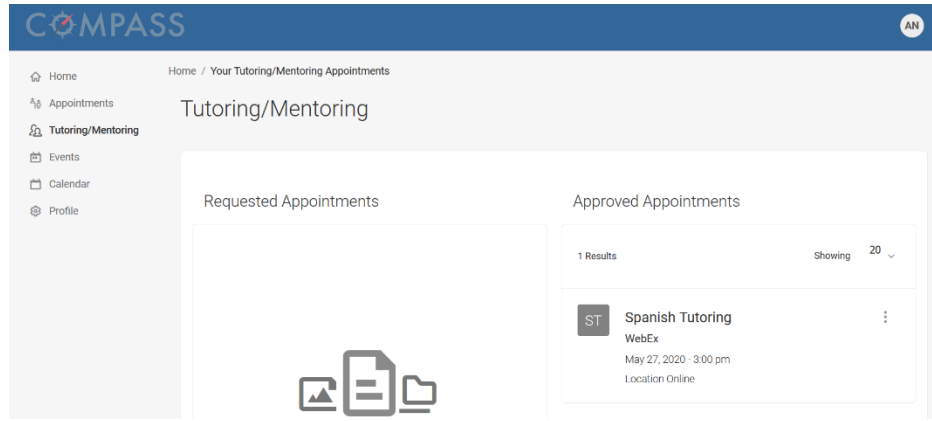 COMPASS
AN
Home
Appointments
Tutoring/Mentoring
Events
Calendar
Profile
Home / Your Tutoring/Mentoring Appointments
Tutoring/Mentoring
Requested Appointments
Approved Appointments
1 Results
Showing 20
ST
Spanish Tutoring
WebEx
May 27, 2020 - 3:00 pm
Location Online